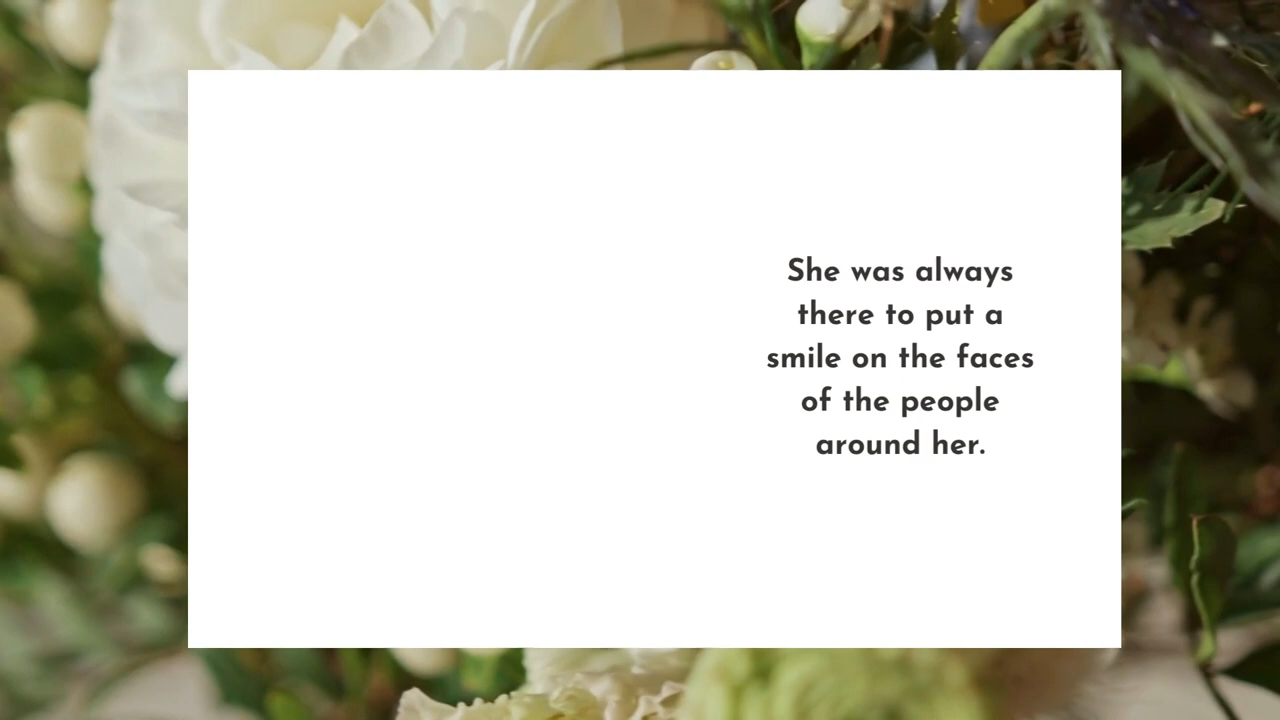 She was always
there to put a
smile on the faces
of the people
around her.